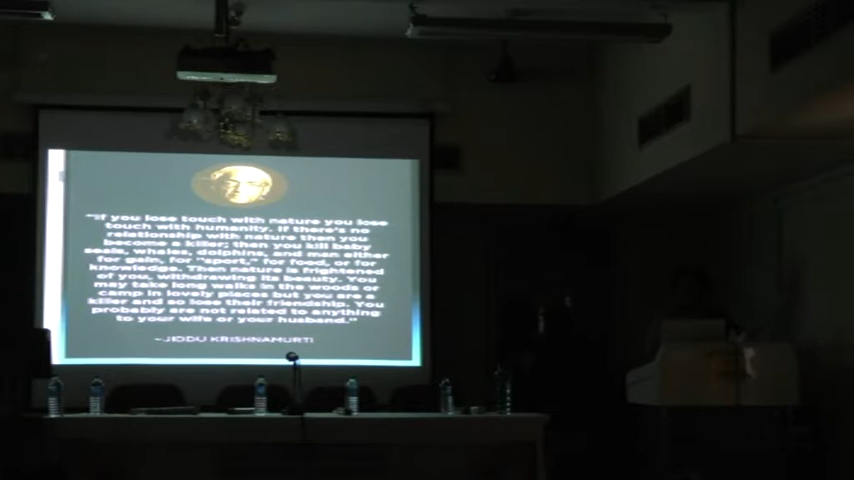 "If you lose touch with nature you lose
touch with humanity. If there's no
relationship with nature then you
become a killer; then you kill baby
seals, whales, dolphins, and man either
for gain, for "sport," for food, or for
knowledge. Then nature is frightened
of you, withdrawing its beauty. You
may take long walks in the woods or
camp in lovely places but you are a
killer and so lose their friendship. You
probably are not related to anything
to your wife or your husband."
~JIDDU KRISHNAMURTI